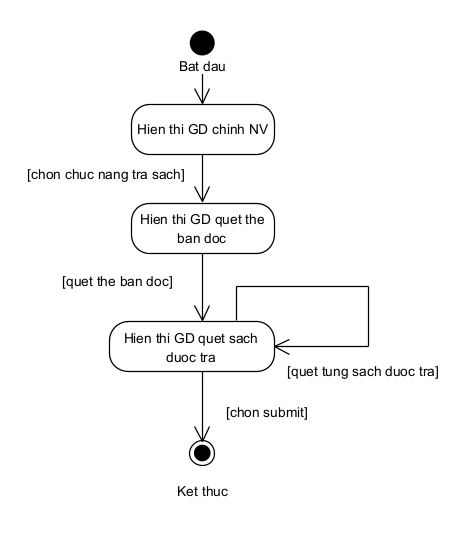 Bat dau
Hien thi GD chinh NV
[chon chuc nang tra sach]
Hien thi GD quet the
ban doc
[quet the ban doc]
Hien thi GD quet sach
duoc tra
[quet tung sach duoc tra]
[chon submit]
Ket thuc